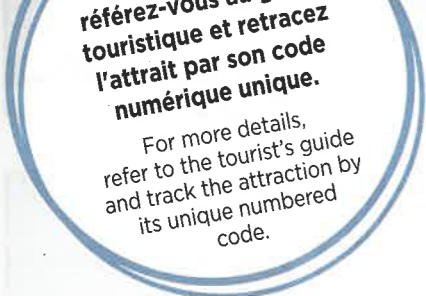 référez-vous au
touristique et retracez
l'attrait par son code
numérique unique.
For more details,
refer to the tourist's guide
and track the attraction by
its unique numbered
code.